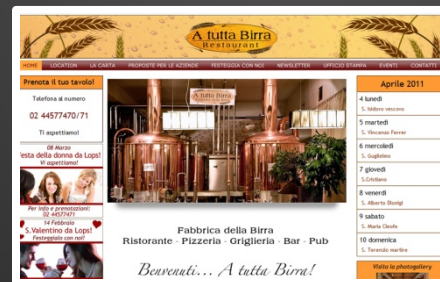 A tutta Birra
Restaurant
HOME LOCATION LA CARTA PROPOSTE PER LE AZIENDE FESTEGGIA CON NOI NEWSLETTER UFFICIO STAMPA EVENTI CONTATTI
Prenota il tuo tavolo!
Telefona al numero
02 44577470/71
Ti aspettiamo!
08 Marzo
Festa della donna da Lops!
Vi aspettiamo!
Per info e prenotazioni:
02 44577471
14 Febbraio
S.Valentino da Lops!
Festeggialo con noi!
A tutta Birra
Fabbrica della Birra
Ristorante - Pizzeria - Griglieria - Bar - Pub
Benvenuti... A tutta Birra!
Aprile 2011
4 lunedì
S. Isidoro vescovo
5 martedì
S. Vincenzo Ferrer
6 mercoledì
S. Guglielmo
7 giovedì
S.Cristiano
8 venerdì
S. Alberto Dionigi
9 sabato
S. Maria Cleofe
10 domenica
S. Terenzio martire
Visita la photogallery